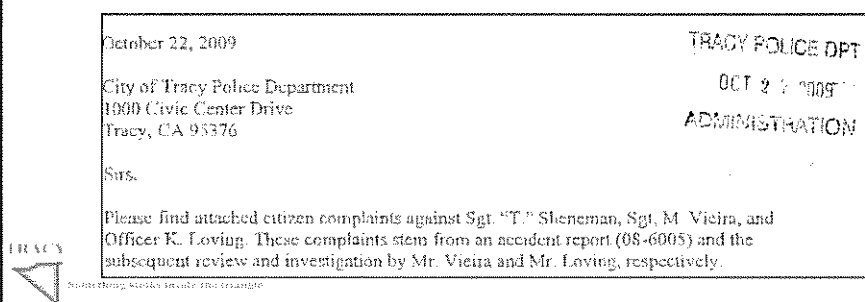 October 22, 2009
TRACY POLICE DPT
City of Tracy Police Department
OCT 2 2 2009
1000 Civic Center Drive
Tracy, CA 95376
ADMINISTRATION
Sirs,
Please find attached citizen complaints against Sgt. "T." Sheneman, Sgt, M. Vieira, and
Officer K. Loving. These complaints stem from an accident report (08-6005) and the
subsequent review and investigation by Mr. Vieira and Mr. Loving, respectively.
TRACY
inside the triangle